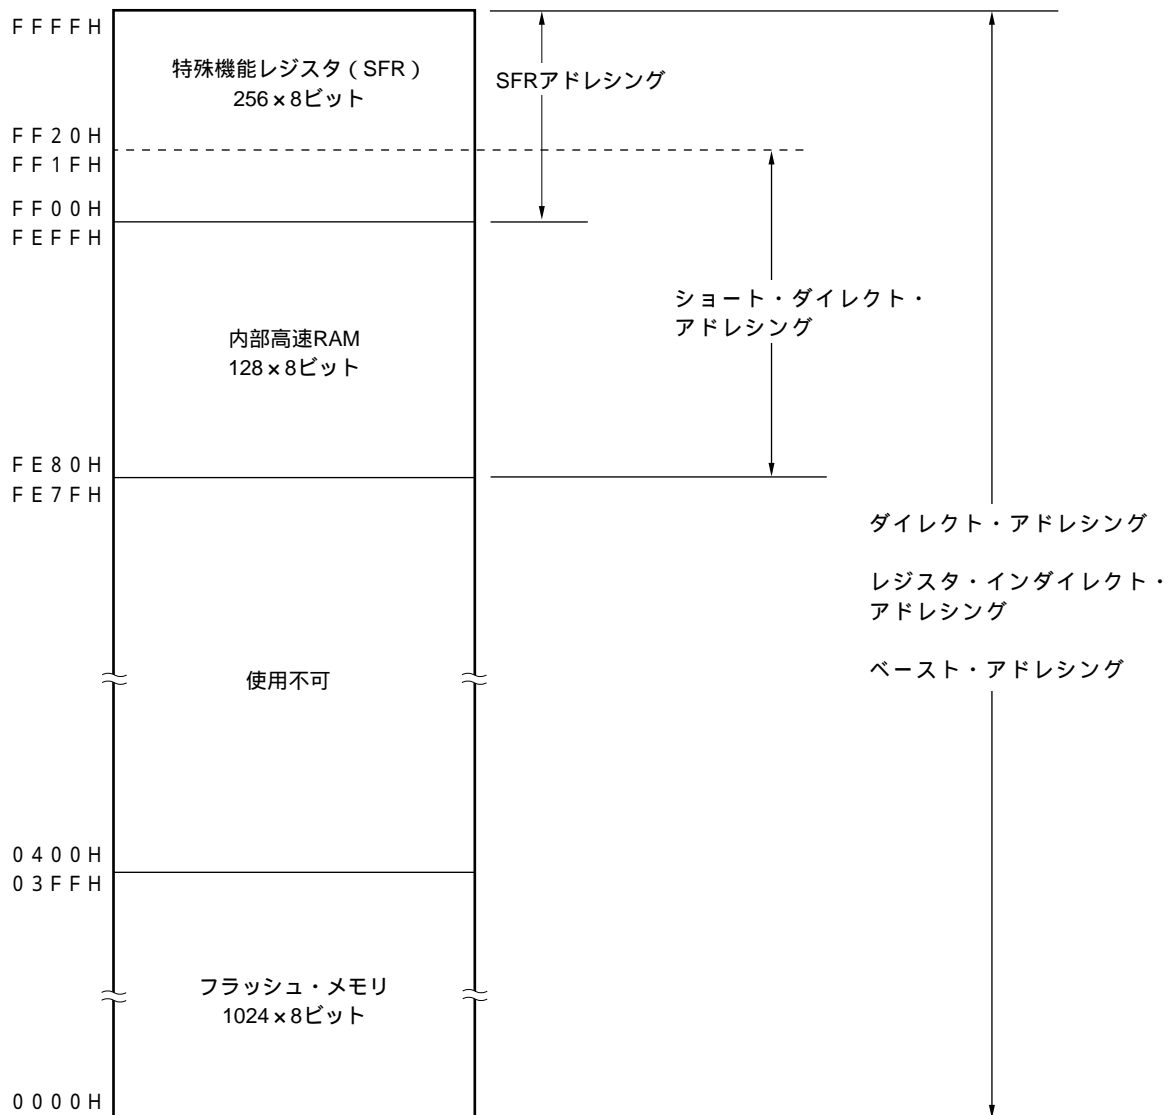 FFFFH
特殊機能レジスタ(SFR)
256×8ビット
SFRアドレシング
FF20H
FF1FH
FF00H
FEFFH
ショート・ダイレクト・
アドレシング
内部高速RAM
128×8ビット
FE80H
FE7FH
ダイレクト・アドレシング
レジスタ・インダイレクト・
アドレシング
ベースト・アドレシング
使用不可
0400H
03FFH
フラッシュ・メモリ
1024×8ビット
0000H